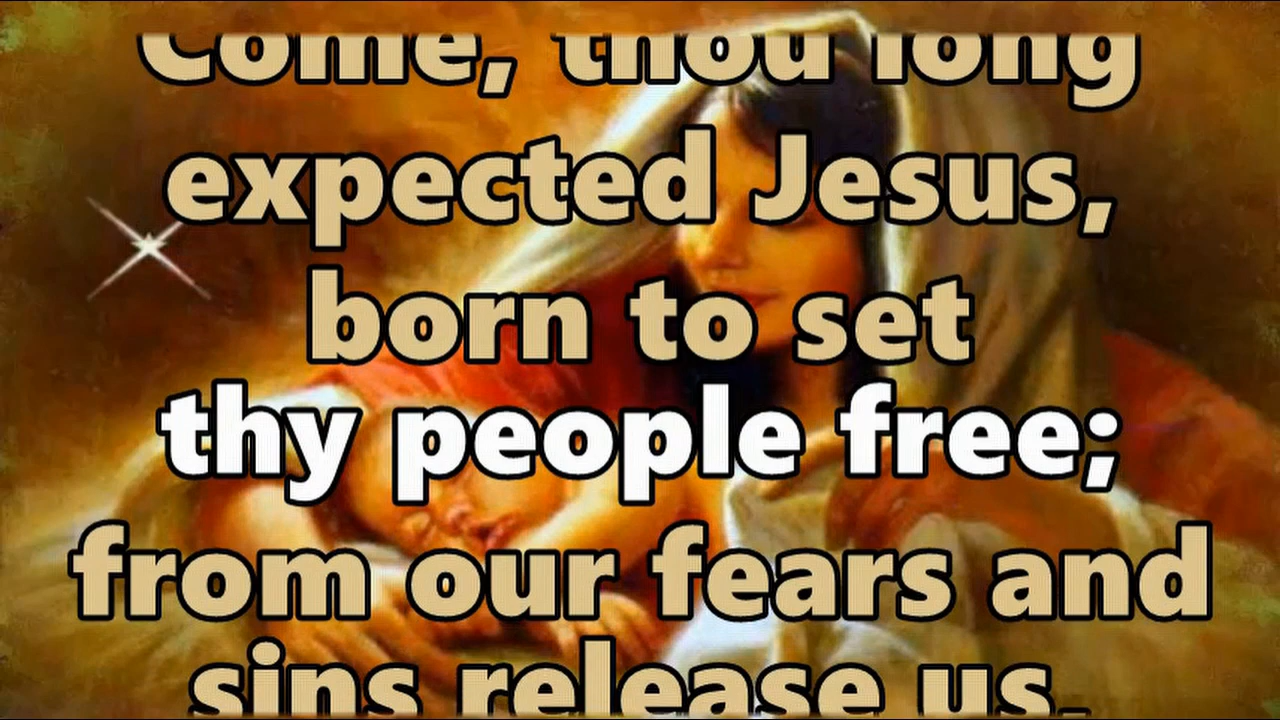 Come, thou long
expected Jesus,
born to set
thy people free;
from our fears and
sins release us,